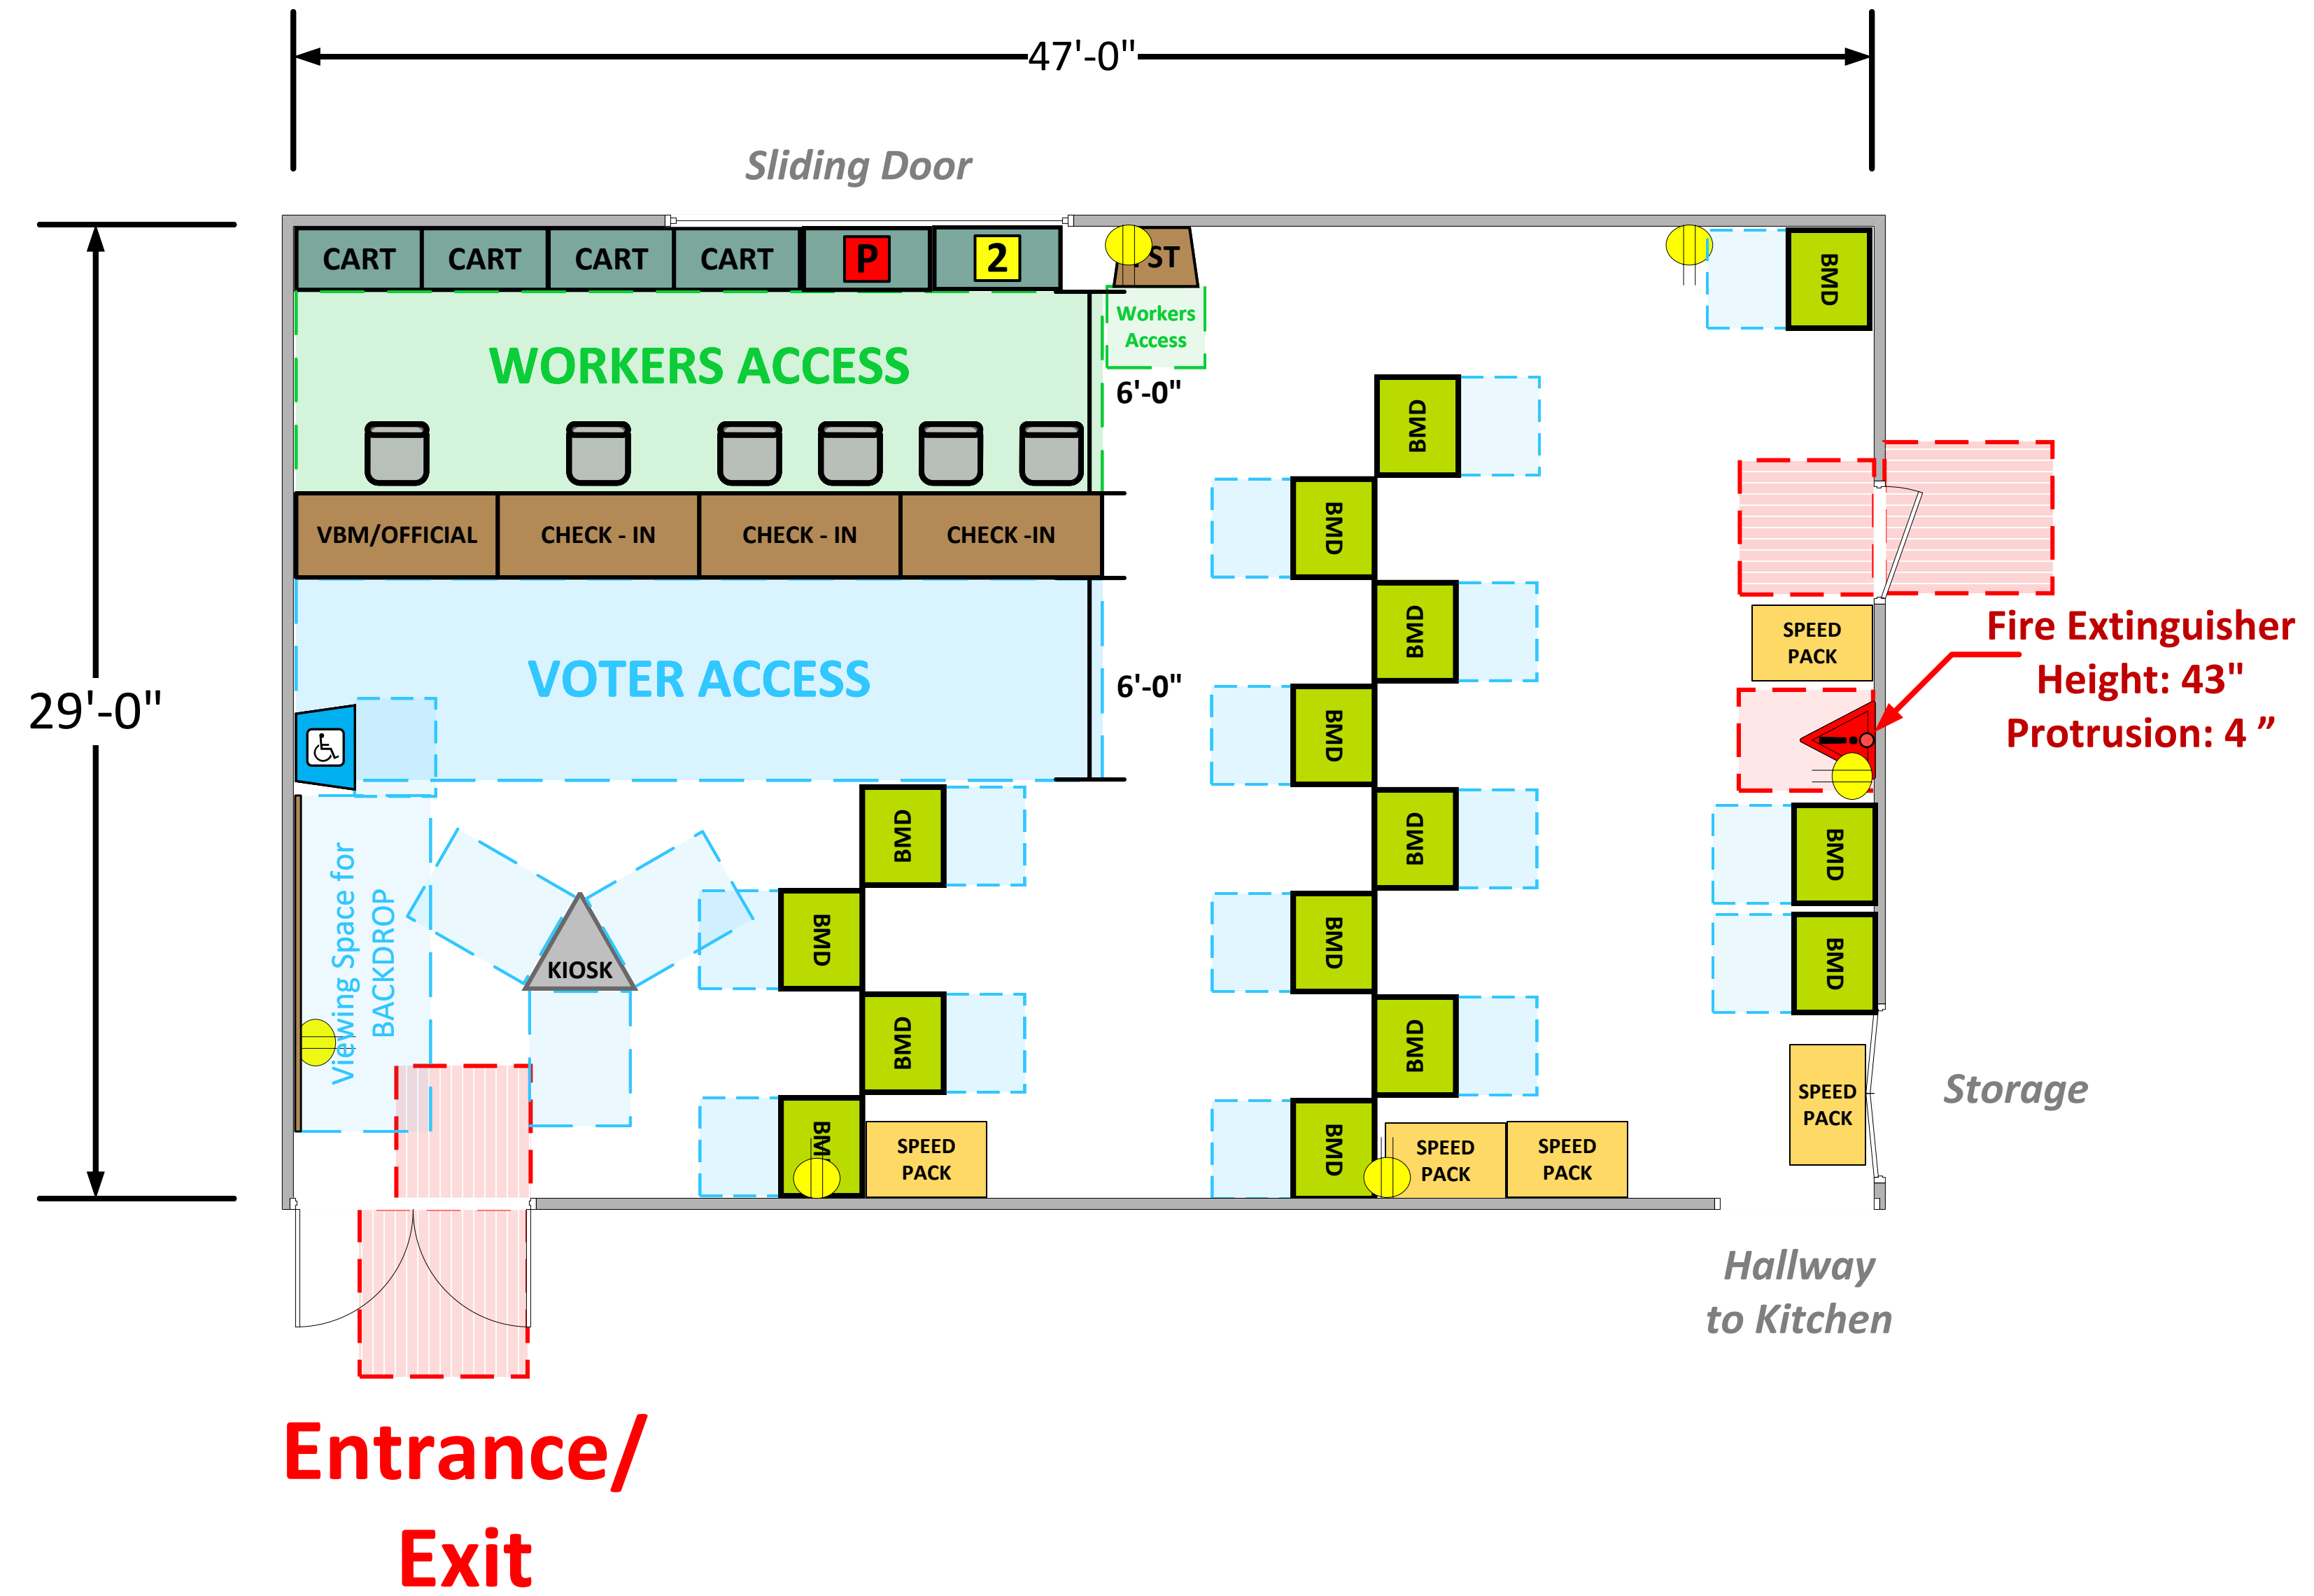 47'-0"
Sliding Door
CART
CART
CART
CART
P
2
BMD
Workers
Access
WORKERS ACCESS
6'-0"
BMD
VBM/OFFICIAL
CHECK - IN
CHECK - IN
CHECK -IN
BMD
BMD
SPEED
PACK
Fire Extinguisher
Height: 43"
Protrusion: 4 ”
VOTER ACCESS
6'-0"
29'-0"
BMD
BMD
BMD
BMD
Viewing Space for
BACKDROP
KIOSK
BMD
BMD
BMD
BMD
BMD
SPEED
PACK
Storage
BMD
SPEED
PACK
SPEED
PACK
SPEED
PACK
Hallway
to Kitchen
Entrance/
Exit